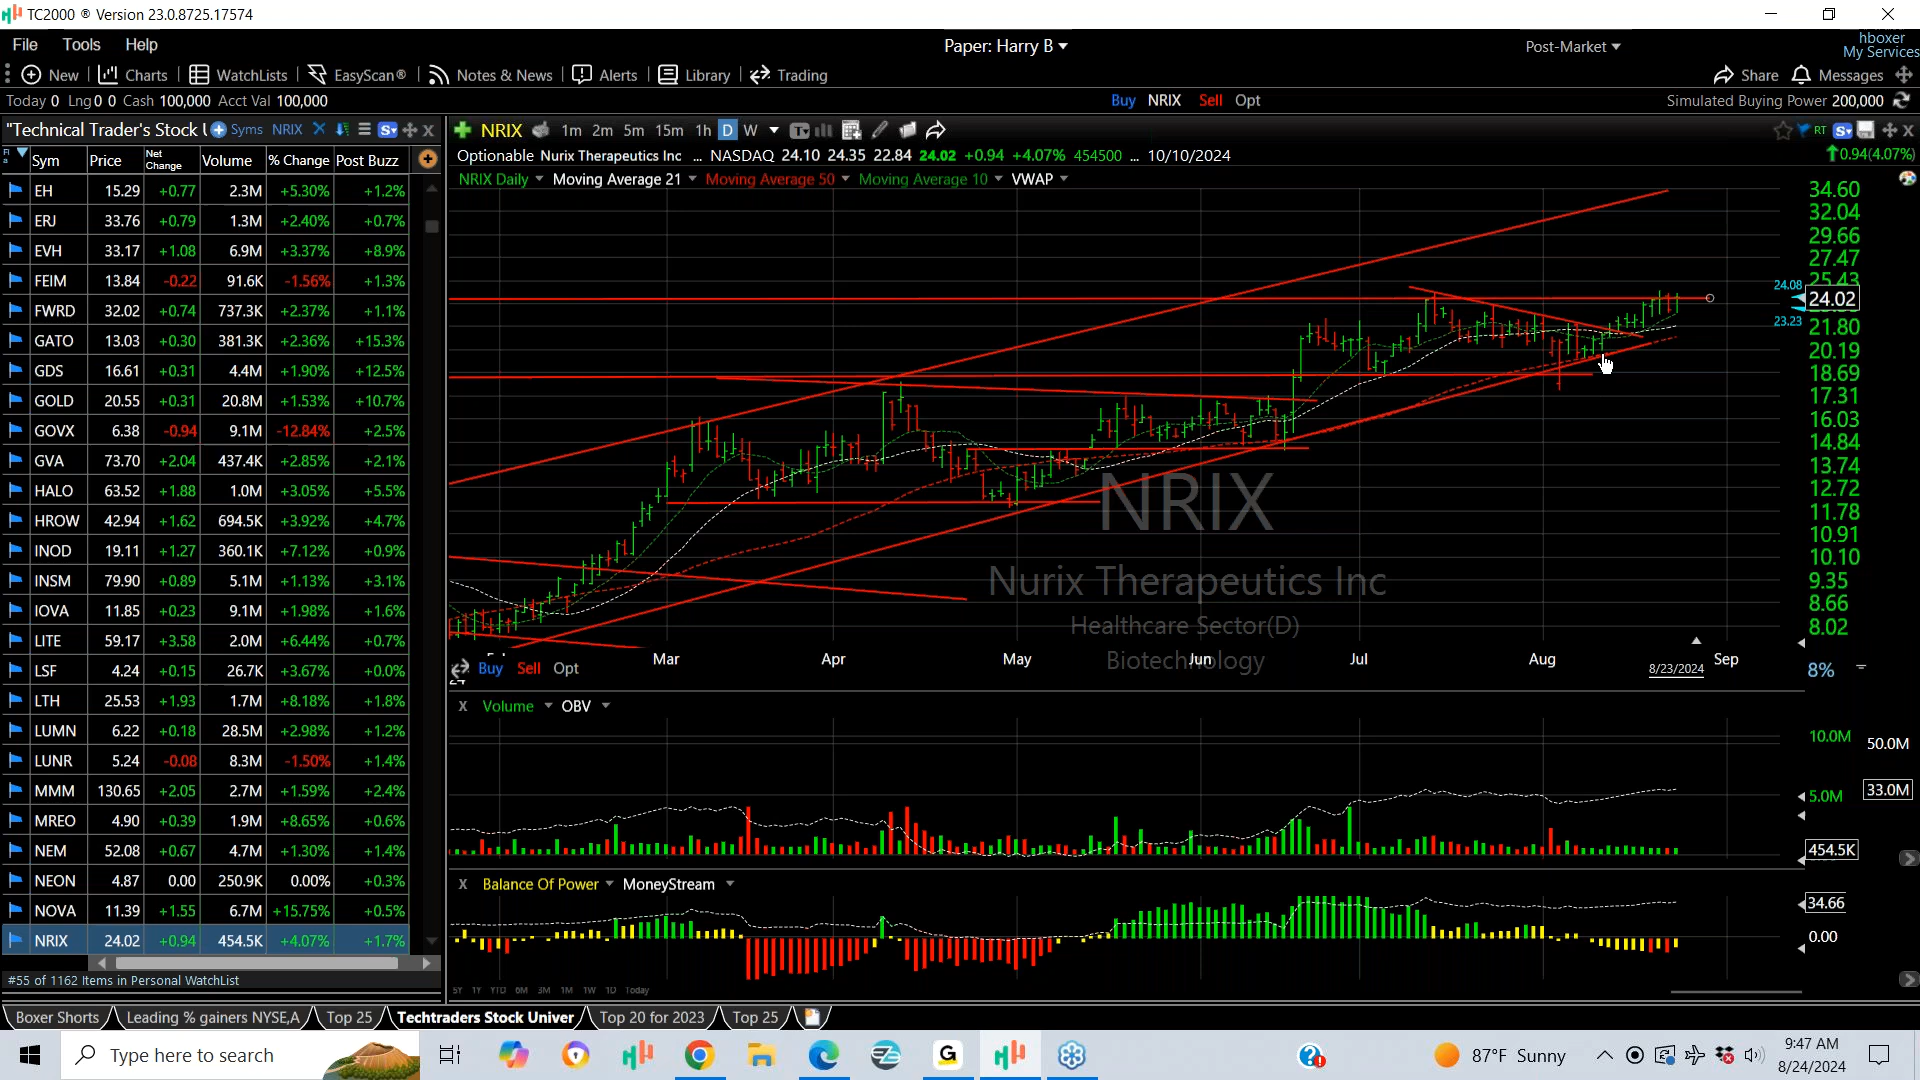 TC2000 ® Version 23.0.8725.17574
File Tools Help
Paper: Harry B
Post-Market
hboxer
My Services
New Charts WatchLists EasyScan® Notes & News Alerts Library Trading
Share Messages
Today 0 Lng 0 0 Cash 100,000 Acct Val 100,000
Buy NRIX Sell Opt
Simulated Buying Power 200,000
"Technical Trader's Stock U Syms NRIX
NRIX 1m 2m 5m 15m 1h D W
RT
Sym Price Net Change Volume % Change Post Buzz
Optionable Nurix Therapeutics Inc ... NASDAQ 24.10 24.35 22.84 24.02 +0.94 +4.07% 454500 ... 10/10/2024
0.94(4.07%)
NRIX Daily Moving Average 21 Moving Average 50 Moving Average 10 VWAP
EH 15.29 +0.77 2.3M +5.30% +1.2%
ERJ 33.76 +0.79 1.3M +2.40% +0.7%
EVH 33.17 +1.08 6.9M +3.37% +8.9%
FEIM 13.84 -0.22 91.6K -1.56% +1.3%
FWRD 32.02 +0.74 737.3K +2.37% +1.1%
GATO 13.03 +0.30 381.3K +2.36% +15.3%
GDS 16.61 +0.31 4.4M +1.90% +12.5%
GOLD 20.55 +0.31 20.8M +1.53% +10.7%
GOVX 6.38 -0.94 9.1M -12.84% +2.5%
GVA 73.70 +2.04 437.4K +2.85% +2.1%
HALO 63.52 +1.88 1.0M +3.05% +5.5%
HROW 42.94 +1.62 694.5K +3.92% +4.7%
INOD 19.11 +1.27 360.1K +7.12% +0.9%
INSM 79.90 +0.89 5.1M +1.13% +3.1%
IOVA 11.85 +0.23 9.1M +1.98% +1.6%
LITE 59.17 +3.58 2.0M +6.44% +0.7%
LSF 4.24 +0.15 26.7K +3.67% +0.0%
LTH 25.53 +1.93 1.7M +8.18% +1.8%
LUMN 6.22 +0.18 28.5M +2.98% +1.2%
LUNR 5.24 -0.08 8.3M -1.50% +1.4%
MMM 130.65 +2.05 2.7M +1.59% +2.4%
MREO 4.90 +0.39 1.9M +8.65% +0.6%
NEM 52.08 +0.67 4.7M +1.30% +1.4%
NEON 4.87 0.00 250.9K 0.00% +0.3%
NOVA 11.39 +1.55 6.7M +15.75% +0.5%
NRIX 24.02 +0.94 454.5K +4.07% +1.7%
#55 of 1162 Items in Personal WatchList
34.60
32.04
29.66
27.47
25.43
24.08
24.02
23.23
21.80
20.19
18.69
17.31
16.03
14.84
13.74
12.72
11.78
10.91
10.10
9.35
8.66
8.02
NRIX
Nurix Therapeutics Inc
Healthcare Sector(D)
Biotechnology
Mar Apr May Jun Jul Aug 8/23/2024 Sep
Buy Sell Opt
8%
X Volume OBV
10.0M
50.0M
5.0M
33.0M
454.5K
X Balance Of Power MoneyStream
34.66
0.00
5Y 1Y YTD 6M 3M 1M 1W 1D Today
Boxer Shorts Leading % gainers NYSE,A Top 25 Techtraders Stock Univer Top 20 for 2023 Top 25
Type here to search
87°F Sunny
9:47 AM
8/24/2024